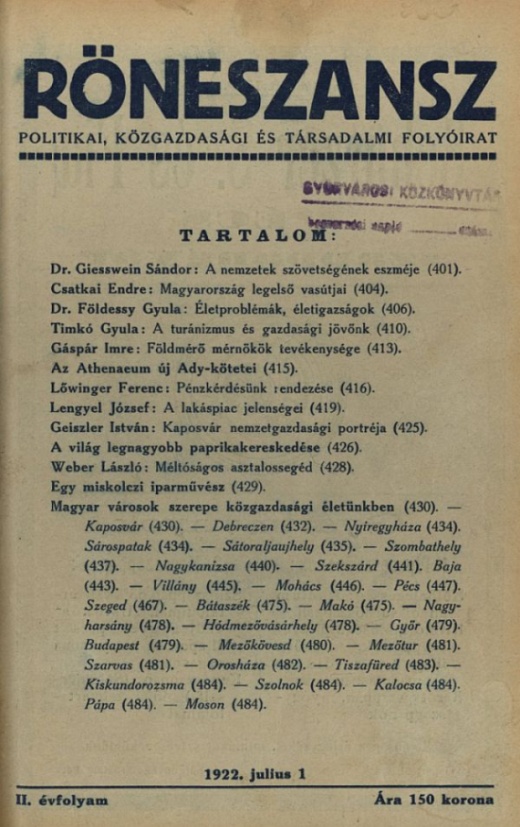 RÖNESZANSZ
POLITIKAI, KÖZGAZDASÁGI ÉS TÁRSADALMI FOLYÓIRAT
GYŐRVÁROSI KÖZKÖNYVTÁR
TARTALOM:
Dr. Giesswein Sándor: A nemzetek szövetségének eszméje (401).
Csatkai Endre: Magyarország legelső vasútjai (404).
Dr. Földessy Gyula: Életproblémák, életigazságok (406).
Timkó Gyula: A turánizmus és gazdasági jövőnk (410).
Gáspár Imre: Földmérő mérnökök tevékenysége (413).
Az Athenaeum új Ady-kötetei (415).
Lőwinger Ferenc: Pénzkérdésünk rendezése (416).
Lengyel József: A lakáspiac jelenségei (419).
Geiszler István: Kaposvár nemzetgazdasági portréja (425).
A világ legnagyobb paprikakereskedése (426).
Weber László: Méltóságos asztalossegéd (428).
Egy miskolczi iparművész (429).
Magyar városok szerepe közgazdasági életünkben (430). —
Kaposvár (430). — Debreczen (432). — Nyiregyháza (434).
Sárospatak (434). — Sátoraljaujhely (435). — Szombathely
(437). — Nagykanizsa (440). — Szekszárd (441). Baja
(443). — Villány (445). — Mohács (446). — Pécs (447).
Szeged (467). — Bátaszék (475). — Makó (475). — Nagy-
harsány (478). — Hódmezővásárhely (478). — Győr (479).
Budapest (479). — Mezőkövesd (480). — Mezőtur (481).
Szarvas (481). — Orosháza (482). — Tiszafüred (483). —
Kiskundorozsma (484). — Szolnok (484). — Kalocsa (484).
Pápa (484). — Moson (484).
1922. julius 1
II. évfolyam
Ára 150 korona